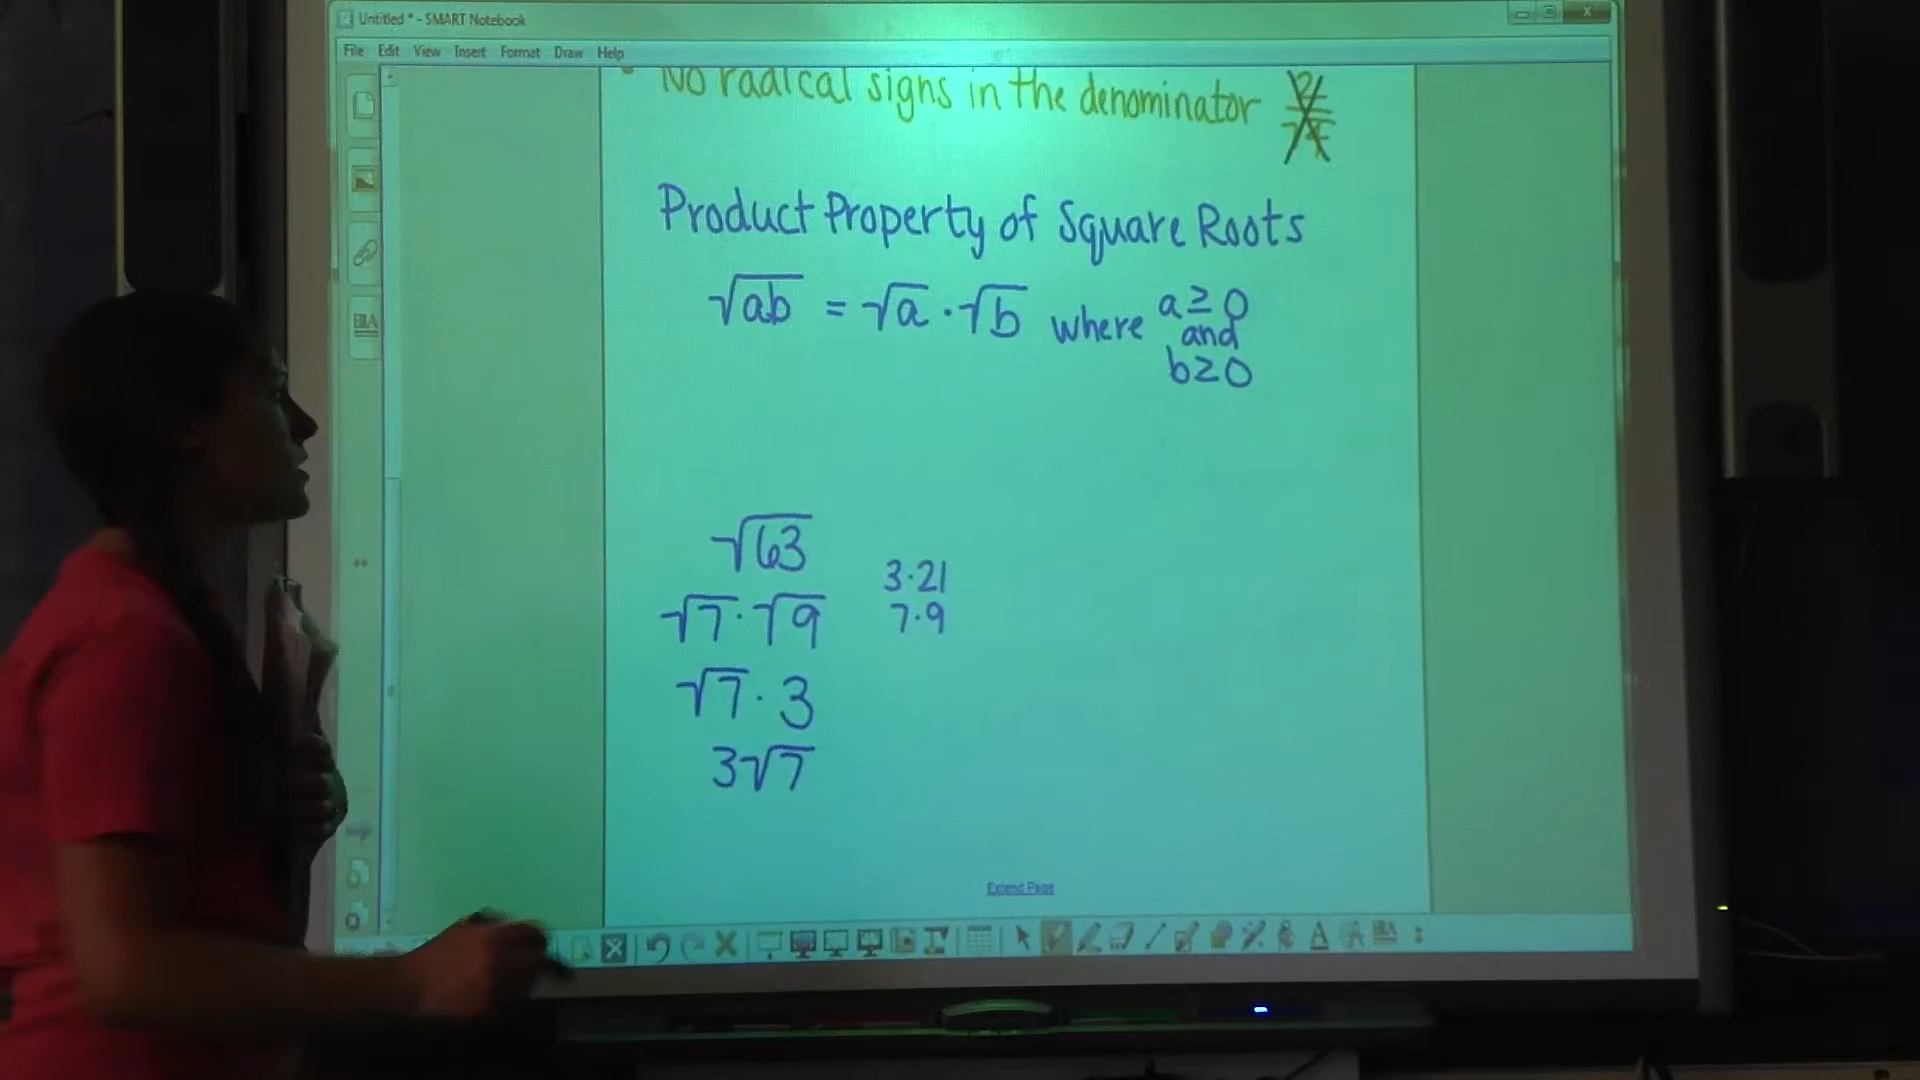 Untitled * - SMART Notebook
File Edit View Insert Format Draw Help
• No radical signs in the denominator
Product Property of Square Roots
√ab = √a · √b where a ≥ 0
and
b ≥ 0
√63
3·21
√7 · √9 7·9
√7 · 3
3√7
Extend Page